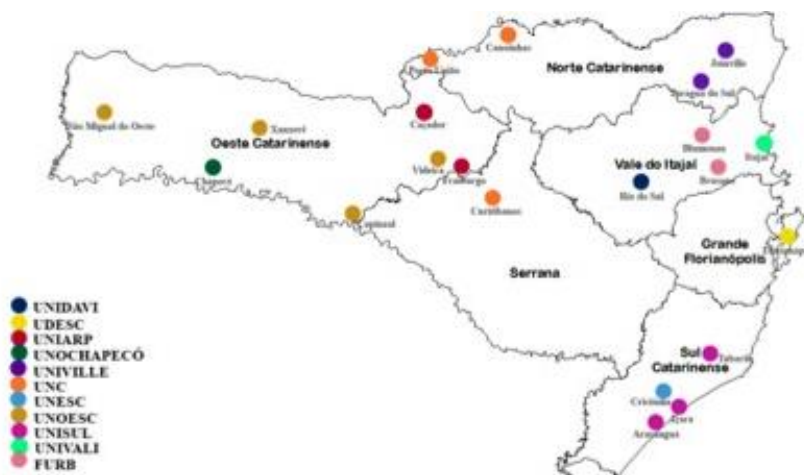 Canoinhas
Porto União
Norte Catarinense
Joinville
Jaraguá do Sul
São Miguel do Oeste
Xanxerê
Oeste Catarinense
Chapecó
Caçador
Videira
Fraiburgo
Curitibanos
Capinzal
Blumenau
Itajaí
Vale do Itajaí
Brusque
Rio do Sul
Grande
Florianópolis
Serrana
Sul
Catarinense
Tubarão
Criciúma
Içara
Araranguá
UNIDAVI
UDESC
UNIARP
UNOCHAPECÓ
UNIVILLE
UNC
UNESC
UNOESC
UNISUL
UNIVALI
FURB